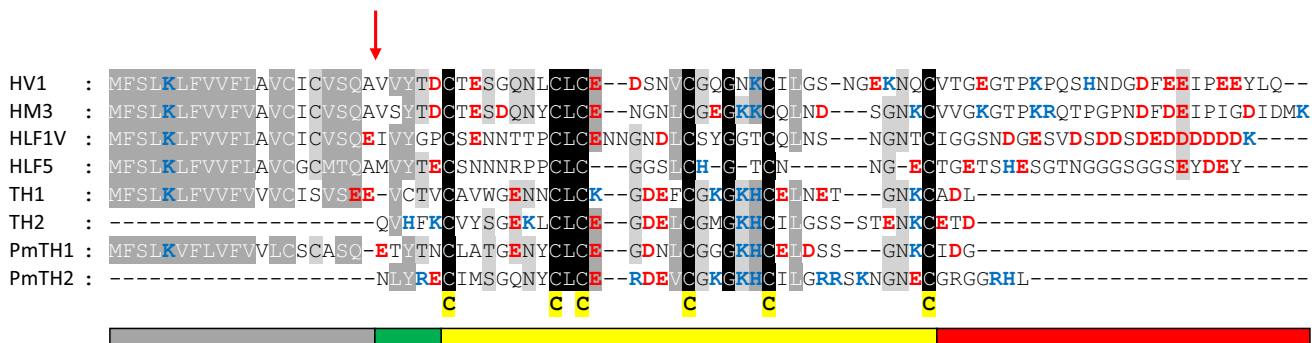 HV1 : MFSLKLFVVFLAVCICVSQAVVYTDCTESGQNLCLCE--DSNVCGQGNKCILGS-NGEKNQCVTGEGTPKPQSHNDGDFEEIPEEYLQ--
HM3 : MFSLKLFVVFLAVCICVSQAVSYTDCTESDQNYCLCE--NGNLCGEGKKCQLND---SGNKCVVGKGTPKRQTPGPNDFDEIPIGDIDMK
HLF1V : MFSLKLFVVFLAVCICVSQEIVYGPCSENNTTPCLCENNGNDLCSYGGTCQLNS---NGNTCIGGSNDGESVDSDDSDEDDDDDDK----
HLF5 : MFSLKLFVVFLAVCGCMTQAMVYTECSNNNRPPCLC---GGSLCH-G-TCN------NG-ECTGETSHESGTNGGGSGGSEYDEY-----
TH1 : MFSLKLFVVFVVVCISVSEE-VCTVCAVWGENNCLCK--GDEFCGKGKHCELNET---GNKCADL-------------------------
TH2 : --------------------QVHFKCVYSGEKLCLCE--GDELCGMGKHCILGSS-STENKCETD-------------------------
PmTH1 : MFSLKVFLVFVVLCSCASQ-ETYTNCLATGENYCLCE--GDNLCGGGKHCELDSS---GNKCIDG-------------------------
PmTH2 : --------------------NLYRECIMSGQNYCLCE--RDEVCGKGKHCILGRRSKNGNECGRGGRHL---------------------
C C C C C C